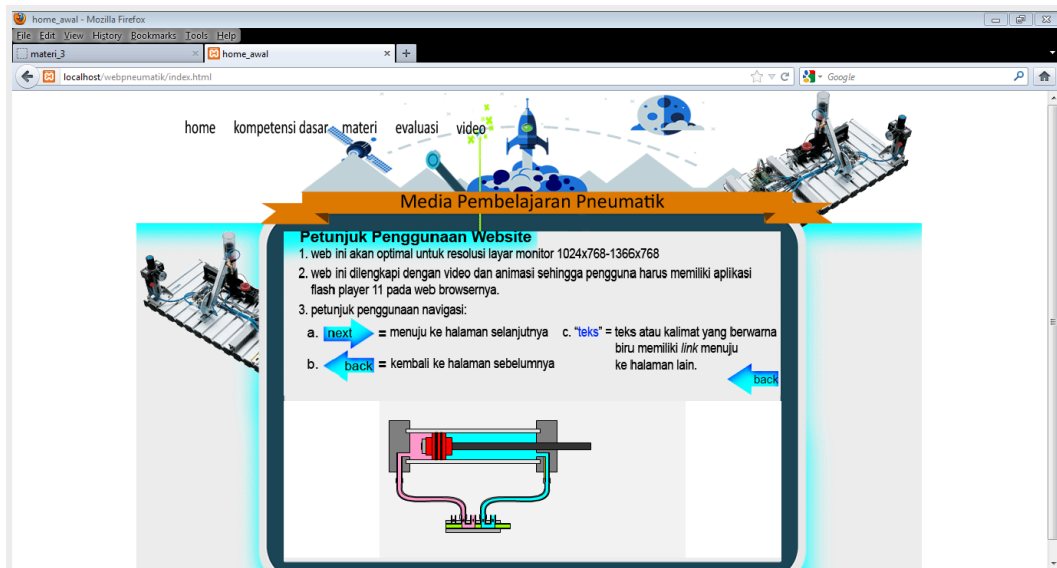 home_awal - Mozilla Firefox
File Edit View History Bookmarks Tools Help
materi_3
home_awal
localhost/webpneumatik/index.html
Google
home kompetensi dasar materi evaluasi video
Media Pembelajaran Pneumatik
Petunjuk Penggunaan Website
1. web ini akan optimal untuk resolusi layar monitor 1024x768-1366x768
2. web ini dilengkapi dengan video dan animasi sehingga pengguna harus memiliki aplikasi
flash player 11 pada web browsernya.
3. petunjuk penggunaan navigasi:
a. next = menuju ke halaman selanjutnya
b. back = kembali ke halaman sebelumnya
c. “teks” = teks atau kalimat yang berwarna
biru memiliki link menuju
ke halaman lain.
back